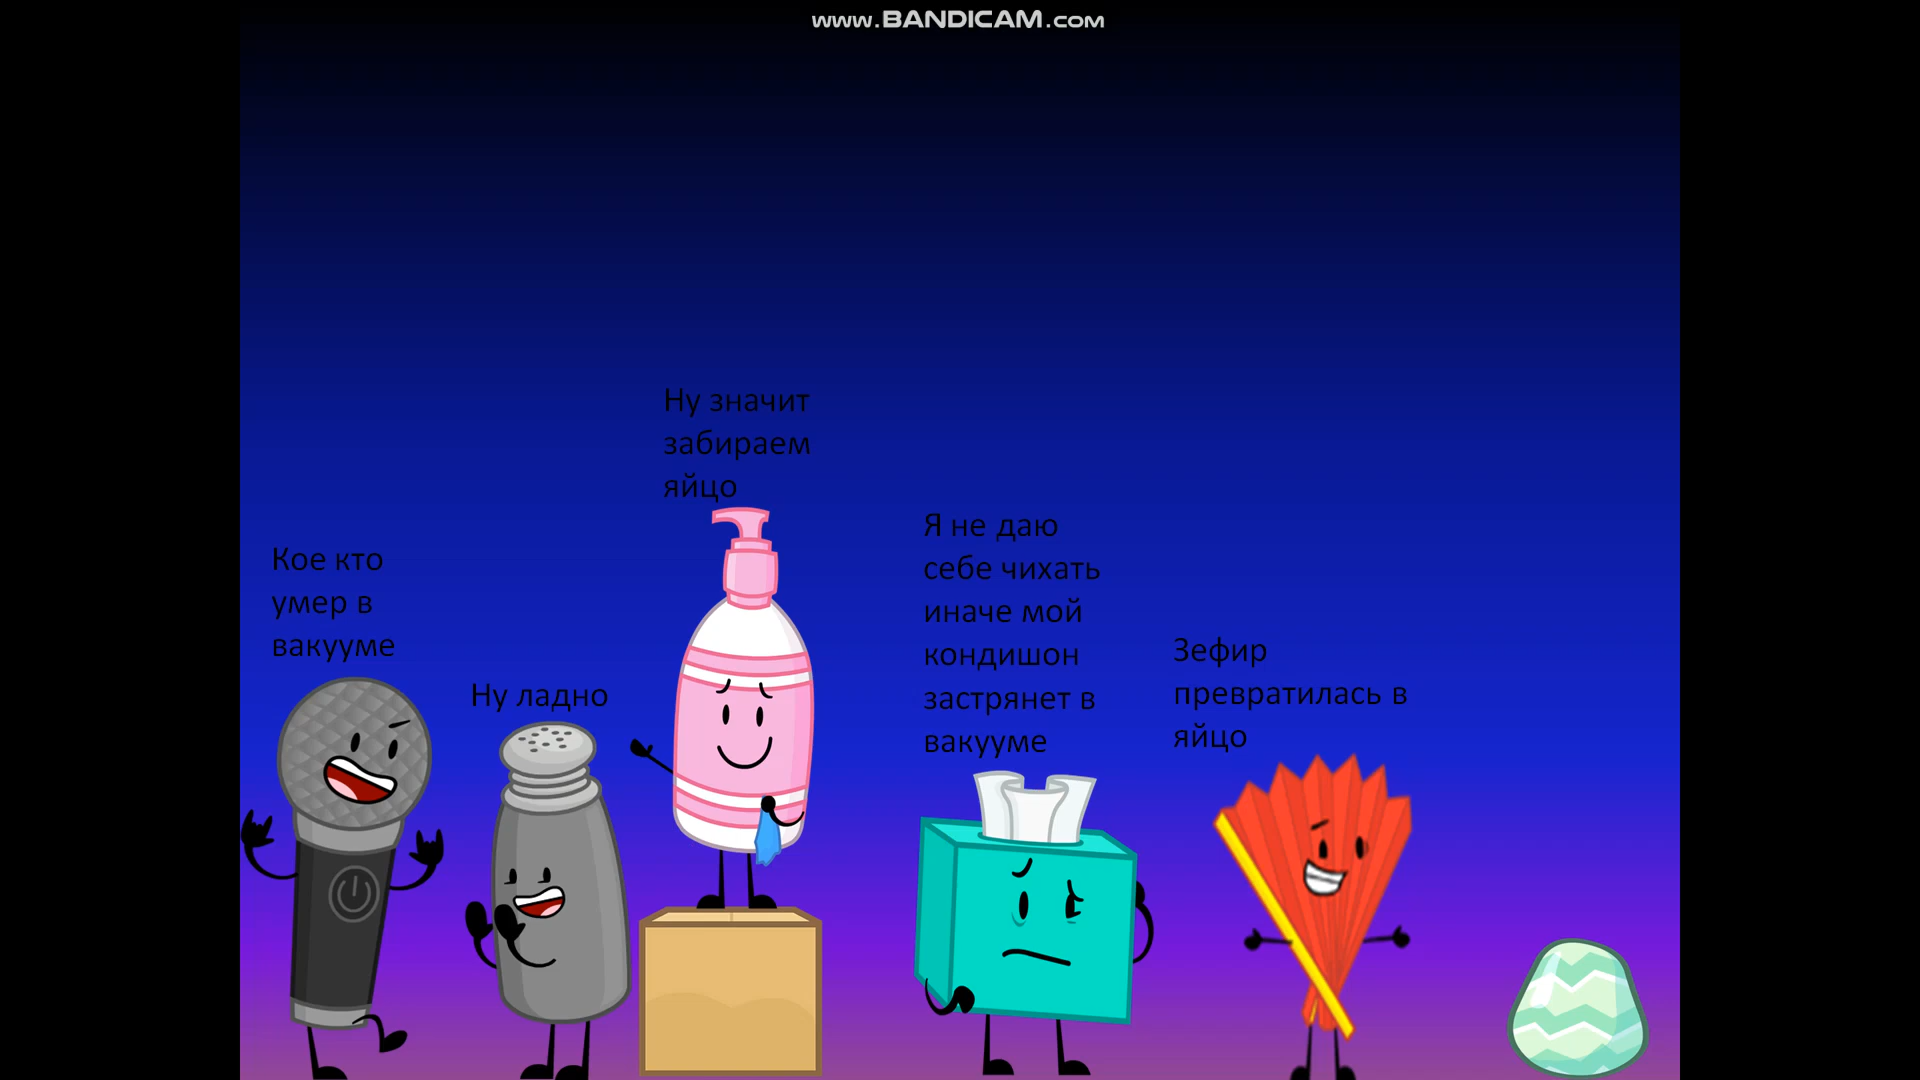 www.BANDICAM.com
Ну значит
забираем
яйцо
Кое кто
умер в
вакууме
Ну ладно
Я не даю
себе чихать
иначе мой
кондишон
застрянет в
вакууме
Зефир
превратилась в
яйцо